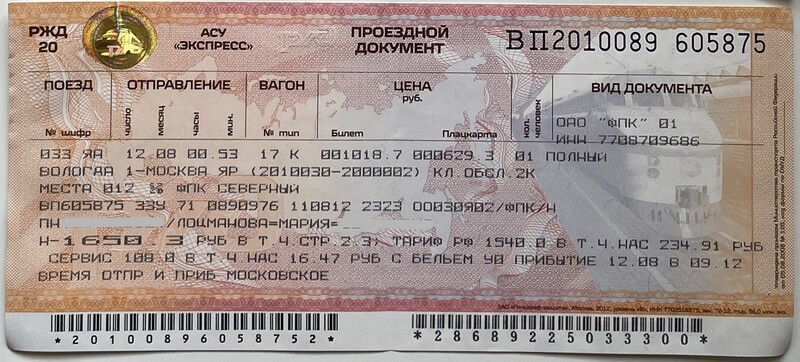 РЖД АСУ ПРОЕЗДНОЙ ВП2010089 605875
20 «ЭКСПРЕСС» ДОКУМЕНТ
ПОЕЗД ОТПРАВЛЕНИЕ ВАГОН ЦЕНА ВИД ДОКУМЕНТА
руб.
№ шифр число месяц часы мин. № тип Билет Плацкарта кол. человек
ОАО "ФПК" 01
ИНН 7708709686
033 ЯА 12.08 00.53 17 К 001018.7 000629.3 01 ПОЛНЫЙ
ВОЛОГДА 1-МОСКВА ЯР (2010030-2000002) КЛ.ОБСЛ.2К
МЕСТА 012 ФПК СЕВЕРНЫЙ
ВП605875 ЗЗУ 71 0890976 110812 2323 00030Я02/ФПК/Н
ПН /ЛОЦМАНОВА=МАРИЯ=
Н-1650.3 РУБ В Т.Ч.СТР.2.3; ТАРИФ РФ 1540.0 В Т.Ч.НАС 234.91 РУБ
СЕРВИС 108.0 В Т.Ч.НАС 16.47 РУБ С БЕЛЬЕМ У0 ПРИБЫТИЕ 12.08 В 09.12
ВРЕМЯ ОТПР И ПРИБ МОСКОВСКОЕ
*20100896058752* *2868922503330​0*